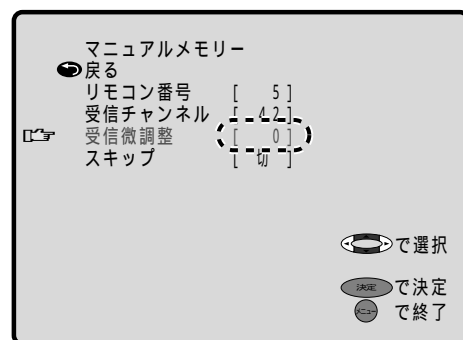 マニュアルメモリー
戻る
リモコン番号 [ 5 ]
受信チャンネル [ 42 ]
受信微調整 [ 0 ]
スキップ [ 切 ]
で選択
決定 で決定
メニュー で終了